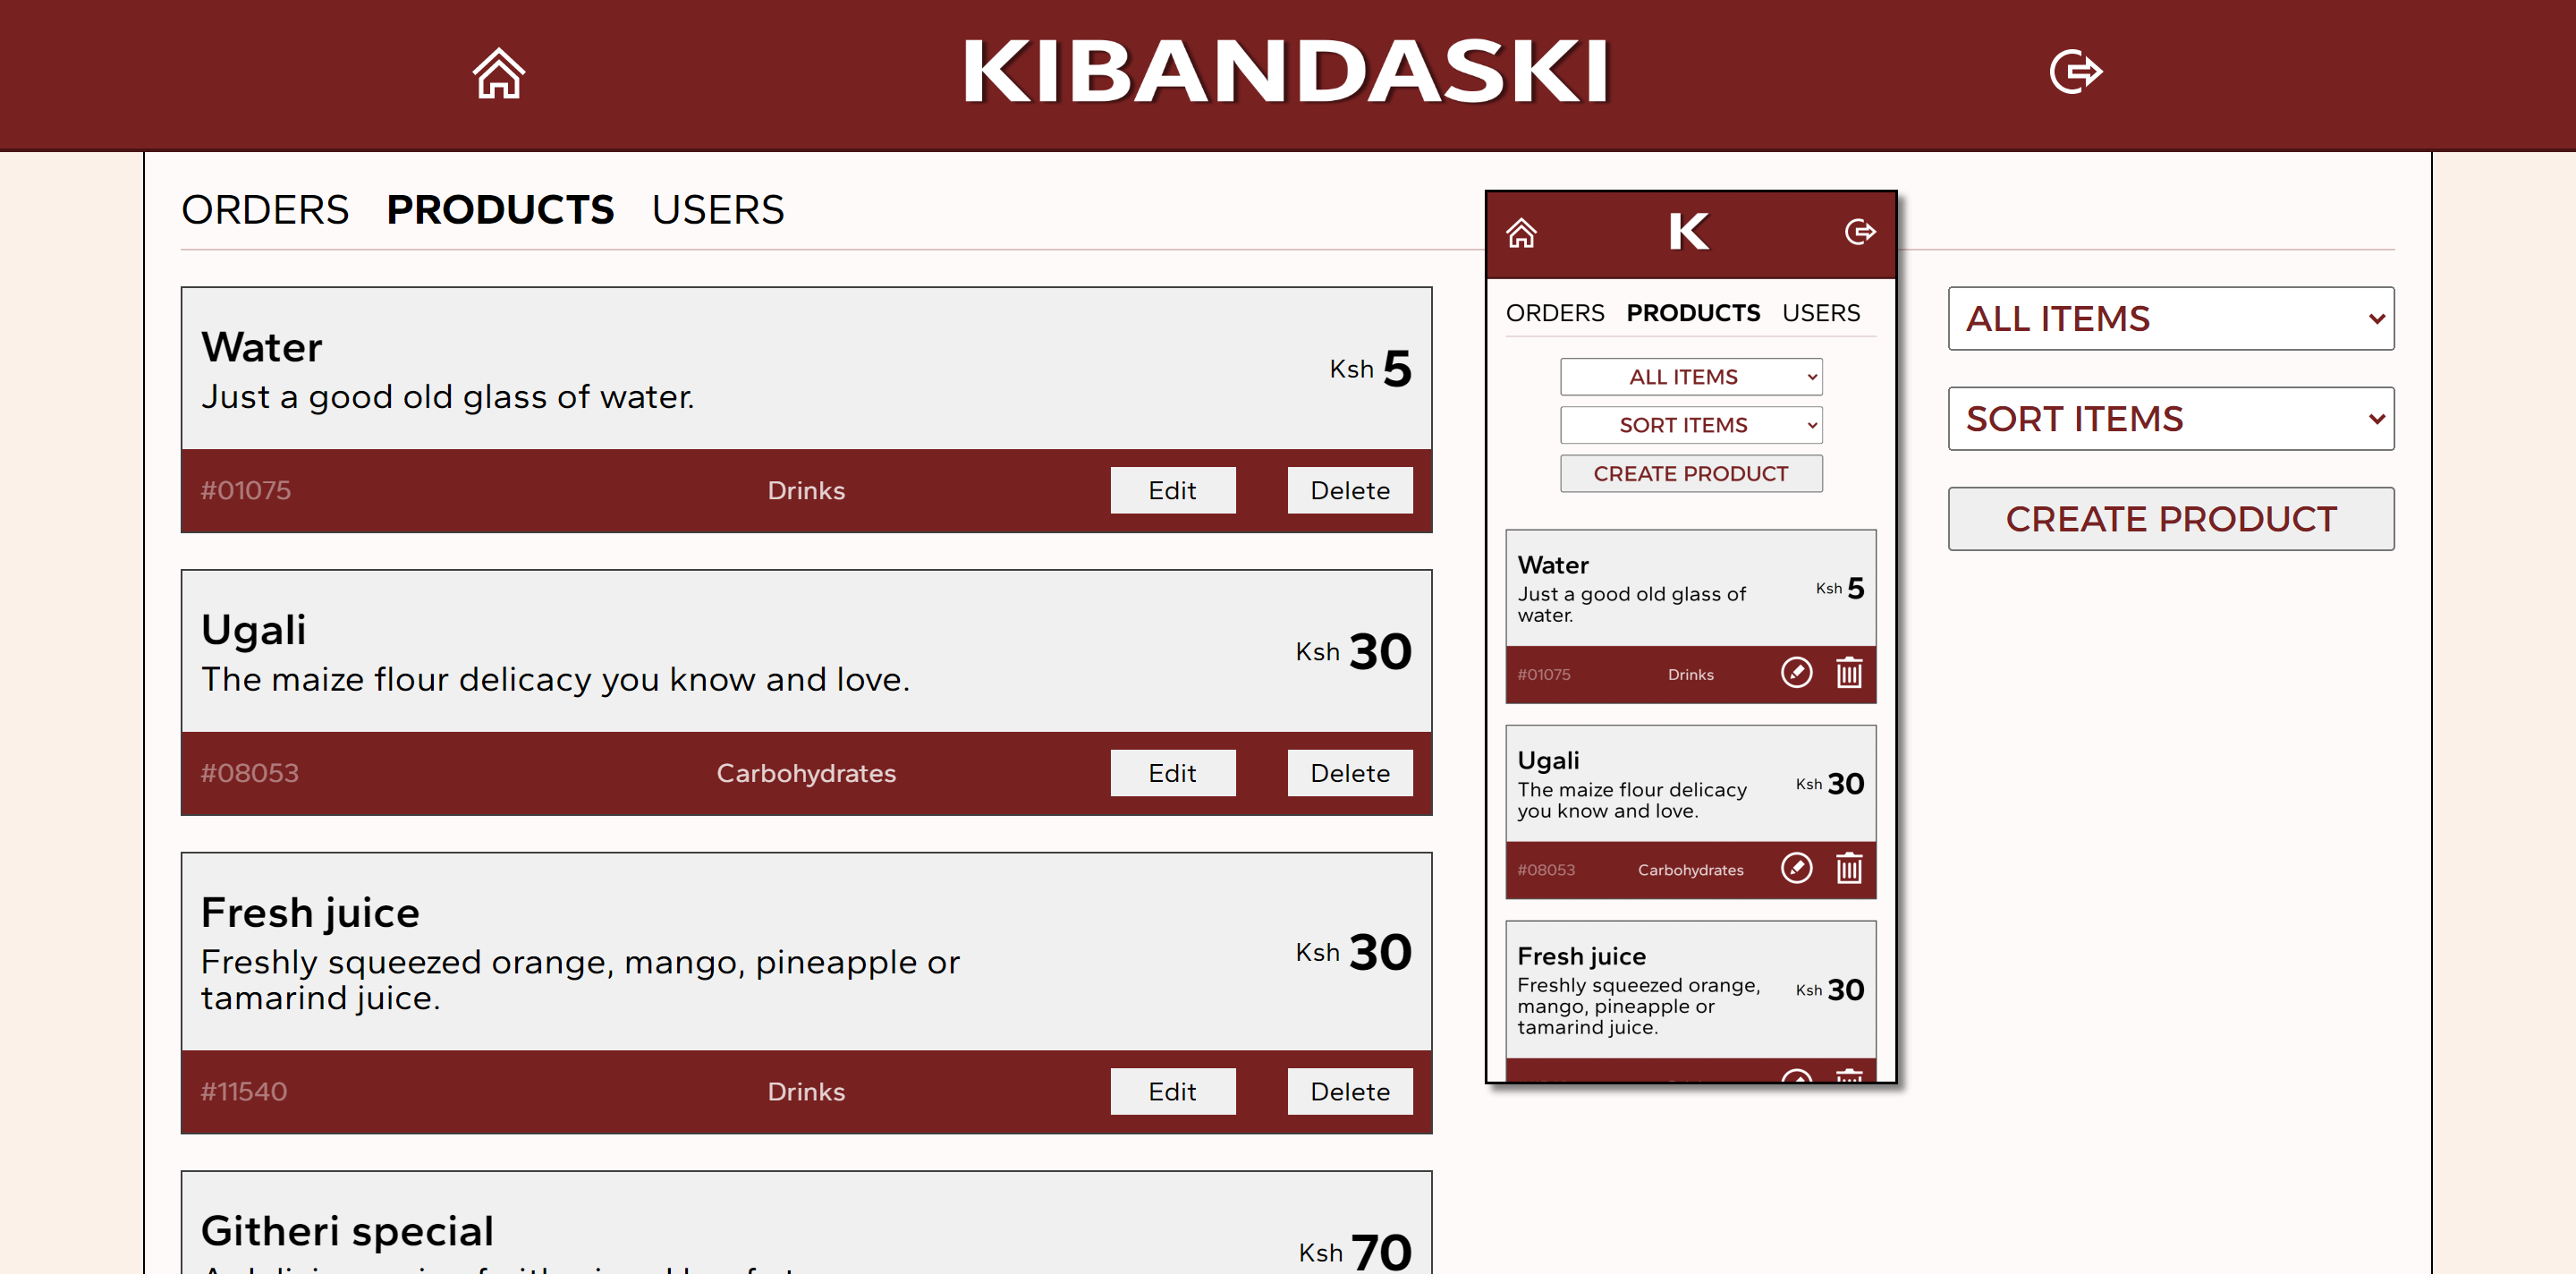 KIBANDASKI
ORDERS PRODUCTS USERS
Water
Just a good old glass of water.
Ksh 5
#01075 Drinks Edit Delete
Ugali
The maize flour delicacy you know and love.
Ksh 30
#08053 Carbohydrates Edit Delete
Fresh juice
Freshly squeezed orange, mango, pineapple or
tamarind juice.
Ksh 30
#11540 Drinks Edit Delete
Githeri special
Ksh 70
K
ORDERS PRODUCTS USERS
ALL ITEMS
SORT ITEMS
CREATE PRODUCT
Water
Just a good old glass of
water.
Ksh 5
#01075 Drinks
Ugali
The maize flour delicacy
you know and love.
Ksh 30
#08053 Carbohydrates
Fresh juice
Freshly squeezed orange,
mango, pineapple or
tamarind juice.
Ksh 30
ALL ITEMS
SORT ITEMS
CREATE PRODUCT